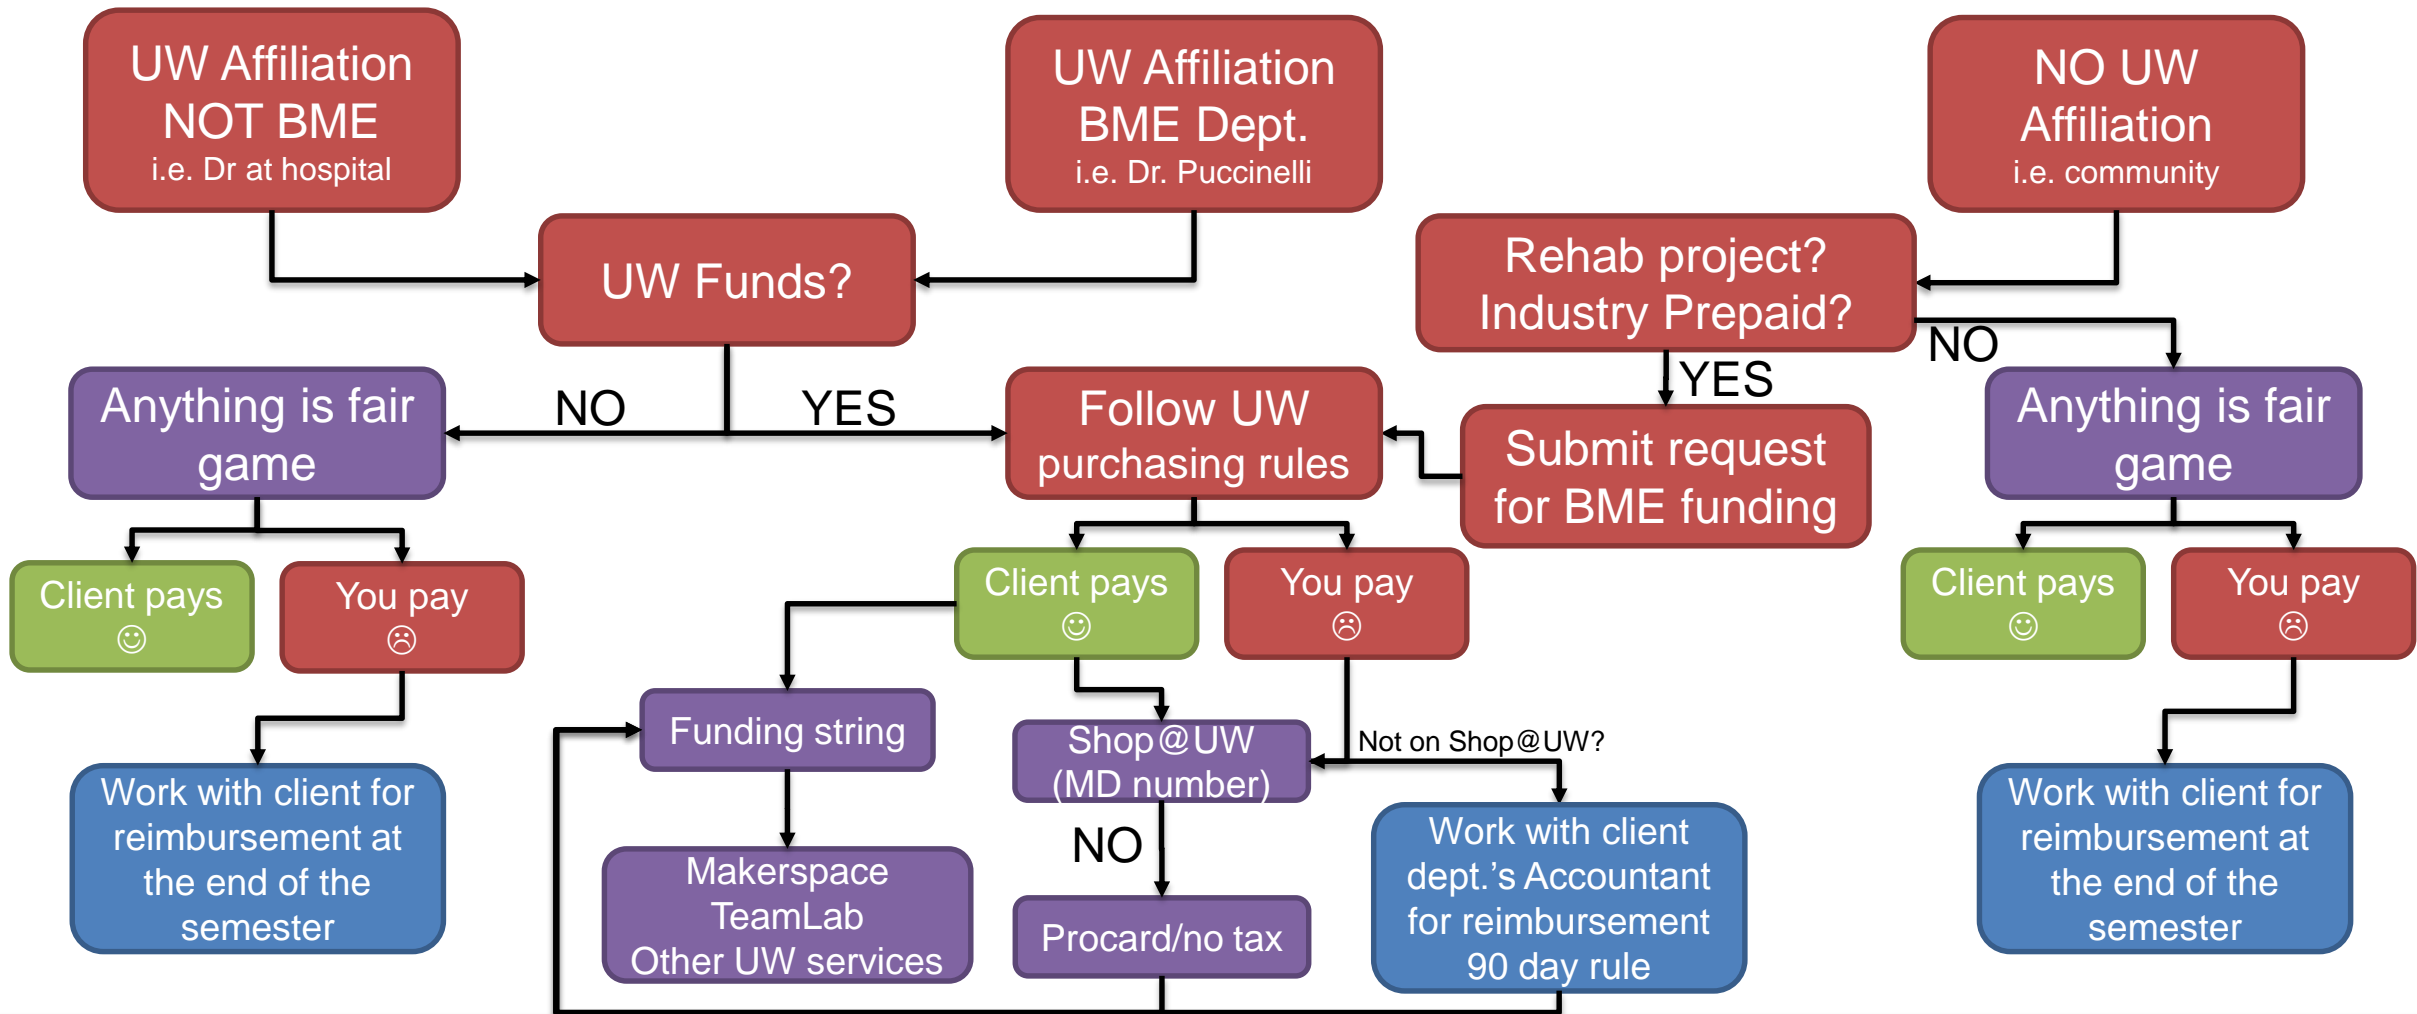 UW Affiliation
NOT BME
i.e. Dr at hospital
UW Affiliation
BME Dept.
i.e. Dr. Puccinelli
NO UW
Affiliation
i.e. community
UW Funds?
Rehab project?
Industry Prepaid?
NO
YES
NO
YES
Anything is fair
game
Follow UW
purchasing rules
Submit request
for BME funding
Anything is fair
game
Client pays
☺
You pay
☹
Client pays
☺
You pay
☹
Client pays
☺
You pay
☹
Funding string
Shop@UW
(MD number)
Not on Shop@UW?
Work with client for
reimbursement at
the end of the
semester
Makerspace
TeamLab
Other UW services
NO
Procard/no tax
Work with client
dept.’s Accountant
for reimbursement
90 day rule
Work with client for
reimbursement at
the end of the
semester